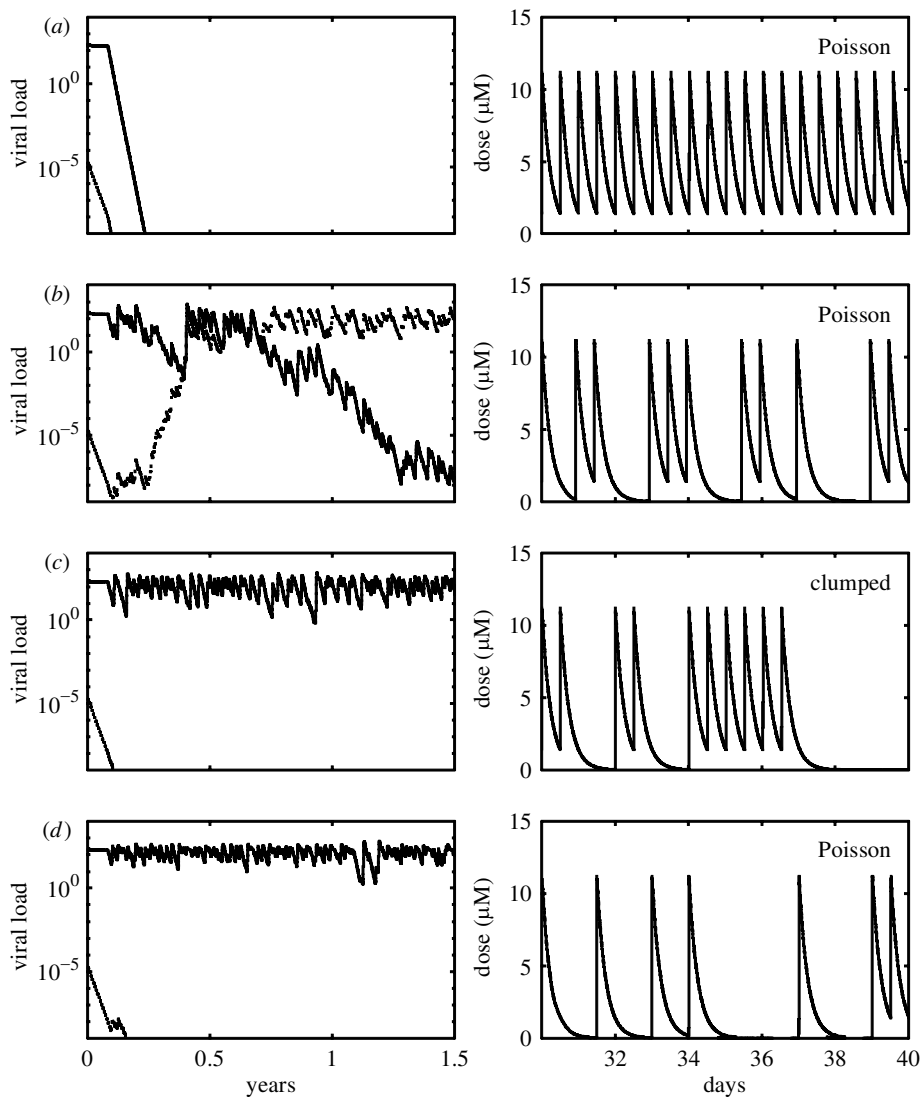 (a)
viral load
10^0
10^-5
15
10
5
0
dose (μM)
Poisson
(b)
viral load
10^0
10^-5
15
10
5
0
dose (μM)
Poisson
(c)
viral load
10^0
10^-5
15
10
5
0
dose (μM)
clumped
(d)
viral load
10^0
10^-5
0 0.5 1 1.5
years
15
10
5
0
dose (μM)
Poisson
32 34 36 38 40
days